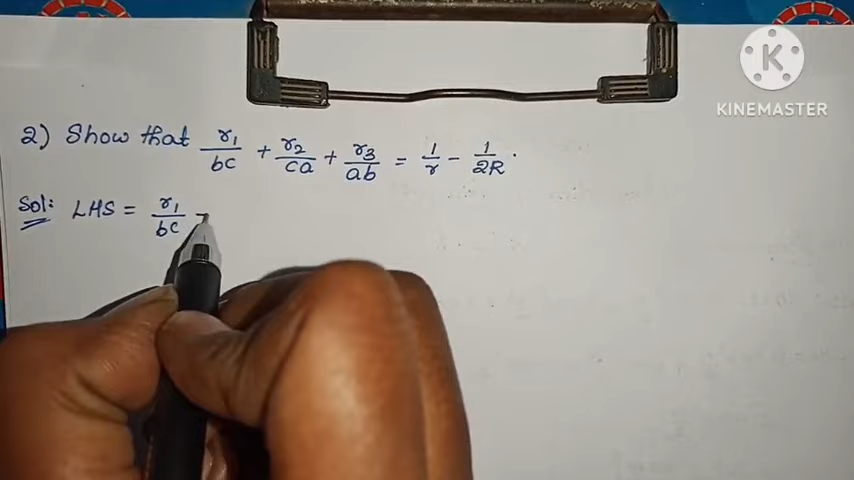 KINEMASTER
2) Show that r₁/bc + r₂/ca + r₃/ab = 1/r - 1/2R.
Sol: LHS = r₁/bc -